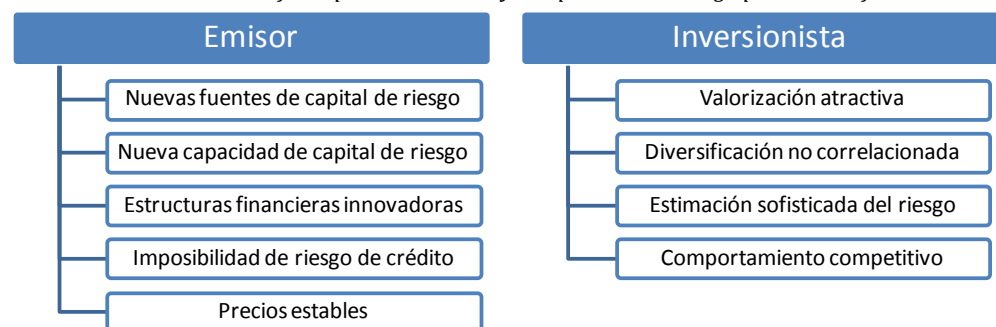 Emisor
Nuevas fuentes de capital de riesgo
Nueva capacidad de capital de riesgo
Estructuras financieras innovadoras
Imposibilidad de riesgo de crédito
Precios estables
Inversionista
Valorización atractiva
Diversificación no correlacionada
Estimación sofisticada del riesgo
Comportamiento competitivo